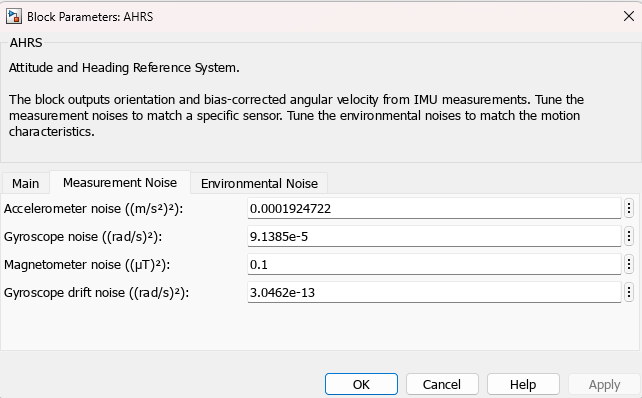 Block Parameters: AHRS
AHRS
Attitude and Heading Reference System.
The block outputs orientation and bias-corrected angular velocity from IMU measurements. Tune the
measurement noises to match a specific sensor. Tune the environmental noises to match the motion
characteristics.
Main Measurement Noise Environmental Noise
Accelerometer noise ((m/s²)²): 0.0001924722
Gyroscope noise ((rad/s)²): 9.1385e-5
Magnetometer noise ((μT)²): 0.1
Gyroscope drift noise ((rad/s)²): 3.0462e-13
OK Cancel Help Apply